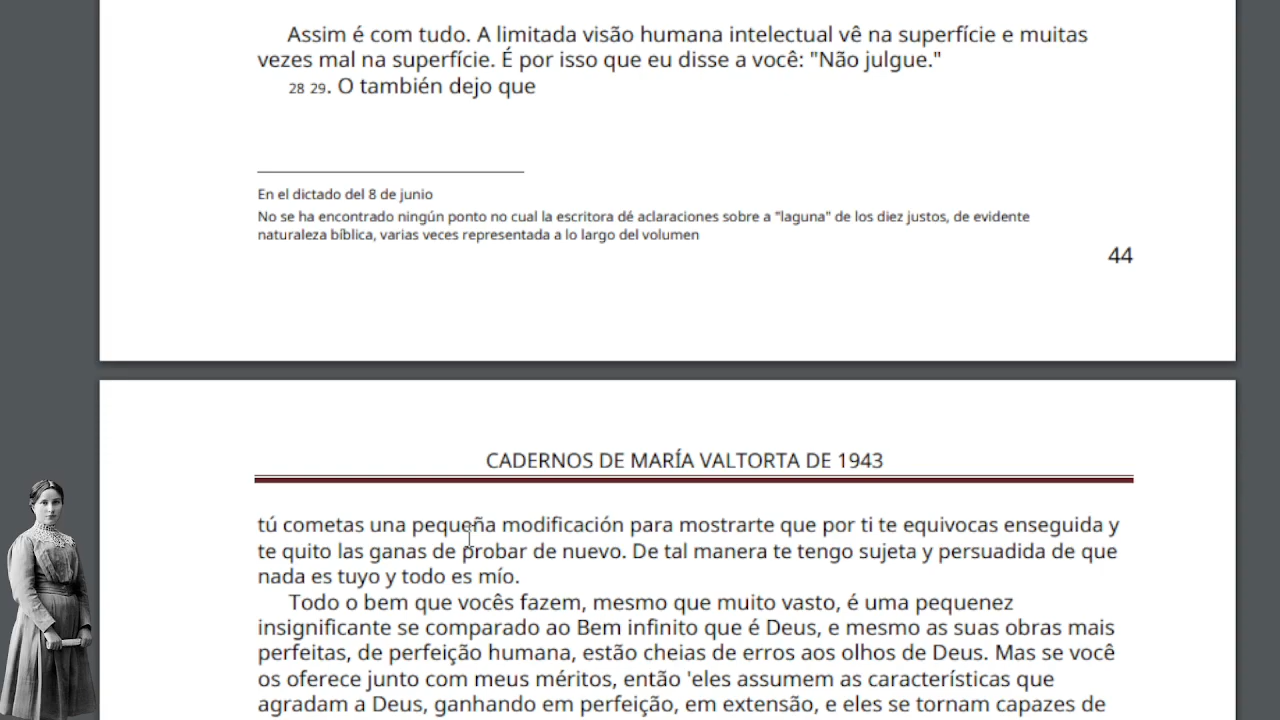 Assim é com tudo. A limitada visão humana intelectual vê na superfície e muitas
vezes mal na superfície. É por isso que eu disse a você: "Não julgue."
28 29. O también dejo que
En el dictado del 8 de junio
No se ha encontrado ningún ponto no cual la escritora dé aclaraciones sobre a "laguna" de los diez justos, de evidente
naturaleza bíblica, varias veces representada a lo largo del volumen
44
CADERNOS DE MARÍA VALTORTA DE 1943
tú cometas una pequeña modificación para mostrarte que por ti te equivocas enseguida y
te quito las ganas de probar de nuevo. De tal manera te tengo sujeta y persuadida de que
nada es tuyo y todo es mío.
Todo o bem que vocês fazem, mesmo que muito vasto, é uma pequenez
insignificante se comparado ao Bem infinito que é Deus, e mesmo as suas obras mais
perfeitas, de perfeição humana, estão cheias de erros aos olhos de Deus. Mas se você
os oferece junto com meus méritos, então 'eles assumem as características que
agradam a Deus, ganhando em perfeição, em extensão, e eles se tornam capazes de